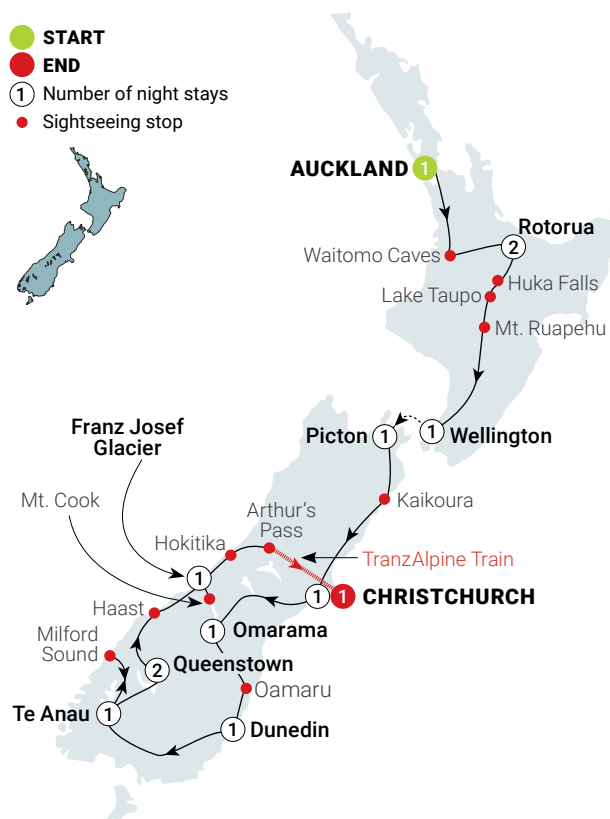 START
END
1 Number of night stays
Sightseeing stop
AUCKLAND 1
Rotorua
2
Waitomo Caves
Huka Falls
Lake Taupo
Mt. Ruapehu
Franz Josef
Glacier
Picton 1
1 Wellington
Mt. Cook
Arthur's
Pass
Kaikoura
Hokitika
TranzAlpine Train
1
1 1 CHRISTCHURCH
Haast
1 Omarama
Milford
Sound
2 Queenstown
Oamaru
Te Anau 1
1 Dunedin